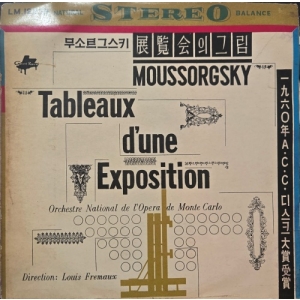 STEREO
BALANCE
무소르그스키 展覧会의그림
MOUSSORGSKY
Tableaux
d'une
Exposition
Orchestre National de l'Opera de Monte Carlo
Direction: Louis Fremaux
一九六〇年 A.C.C. 디스크 大賞受賞